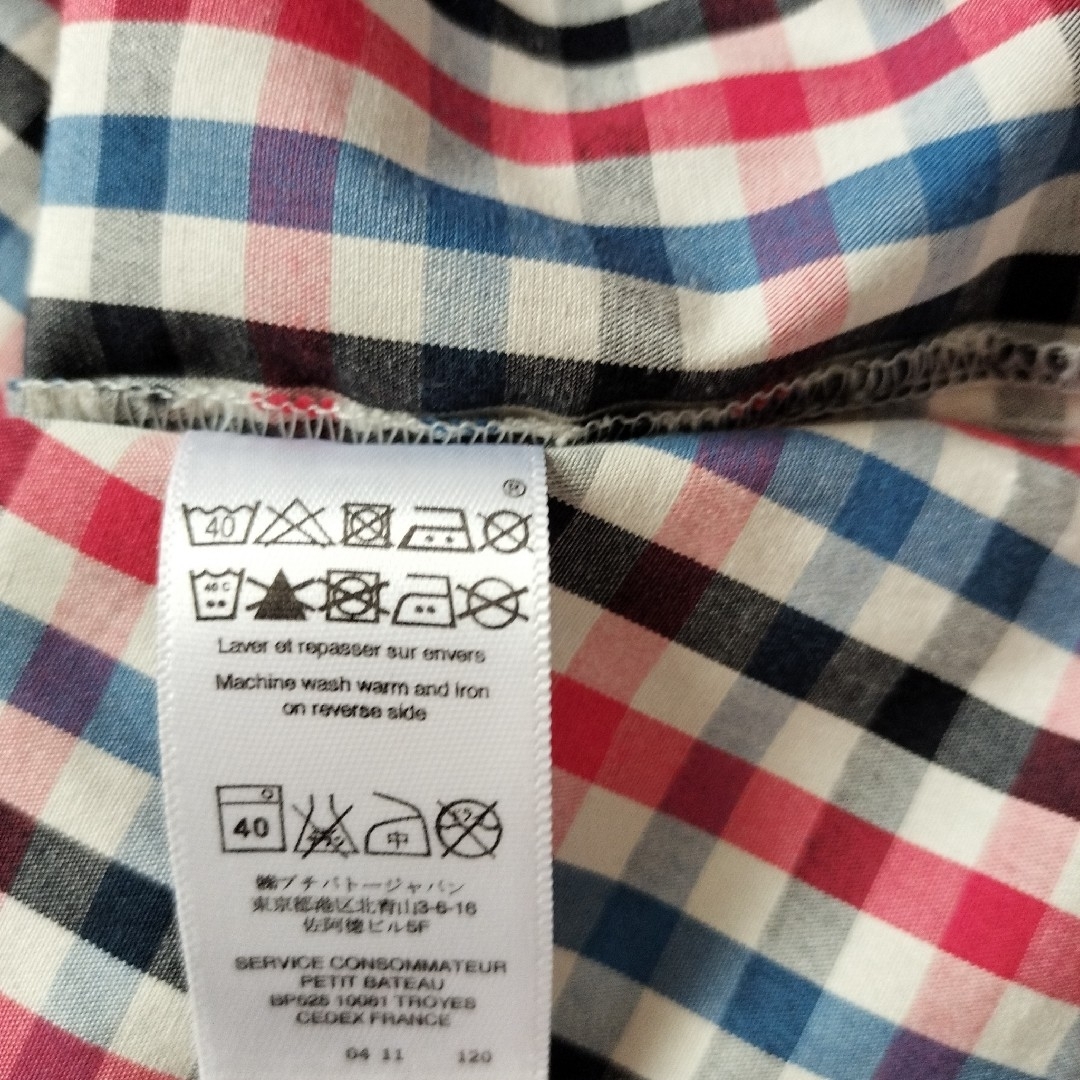 ®
40
40 C
Laver et repasser sur envers
Machine wash warm and iron
on reverse side
40
中
㈱プチバトージャパン
東京都港区北青山3-6-16
佐阿徳ビル5F
SERVICE CONSOMMATEUR
PETIT BATEAU
10081 TROYES
CEDEX FRANCE
04 11 120